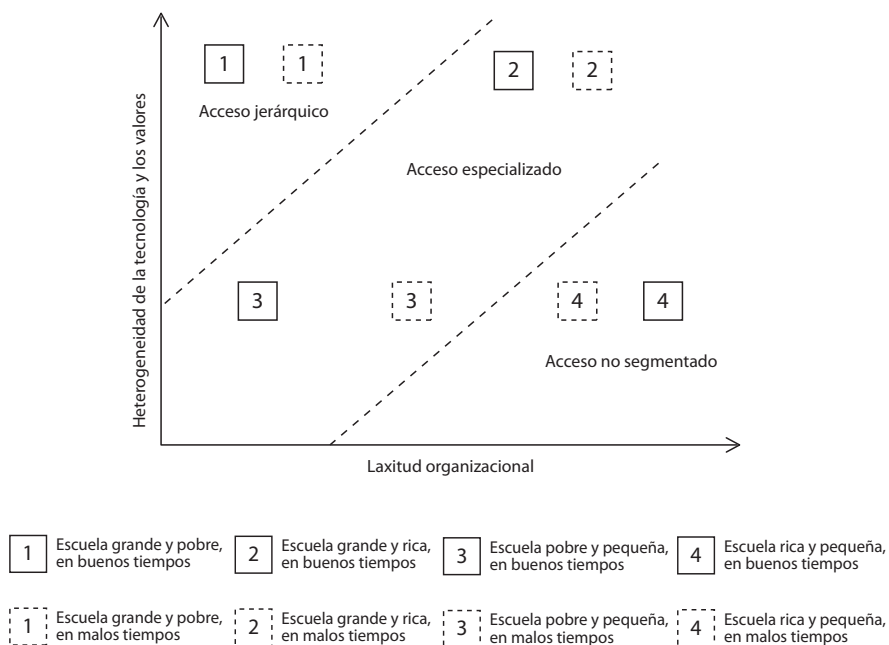 Heterogeneidad de la tecnología y los valores
1
1
2
2
Acceso jerárquico
Acceso especializado
3
3
4
4
Acceso no segmentado
Laxitud organizacional
1
Escuela grande y pobre,
en buenos tiempos
2
Escuela grande y rica,
en buenos tiempos
3
Escuela pobre y pequeña,
en buenos tiempos
4
Escuela rica y pequeña,
en buenos tiempos
1
Escuela grande y pobre,
en malos tiempos
2
Escuela grande y rica,
en malos tiempos
3
Escuela pobre y pequeña,
en malos tiempos
4
Escuela rica y pequeña,
en malos tiempos